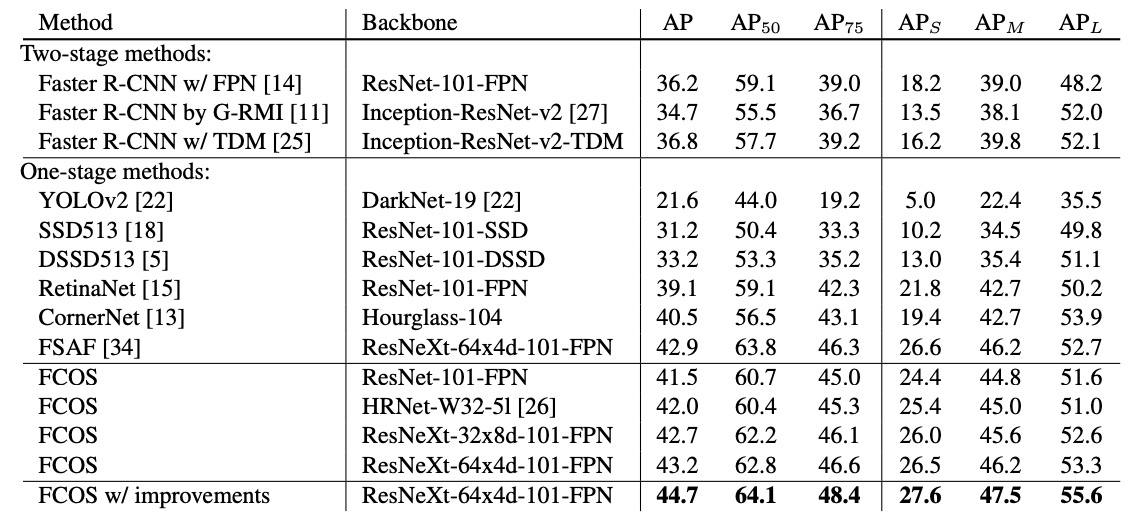 Method Backbone AP AP50 AP75 APS APM APL
Two-stage methods:
Faster R-CNN w/ FPN [14] ResNet-101-FPN 36.2 59.1 39.0 18.2 39.0 48.2
Faster R-CNN by G-RMI [11] Inception-ResNet-v2 [27] 34.7 55.5 36.7 13.5 38.1 52.0
Faster R-CNN w/ TDM [25] Inception-ResNet-v2-TDM 36.8 57.7 39.2 16.2 39.8 52.1
One-stage methods:
YOLOv2 [22] DarkNet-19 [22] 21.6 44.0 19.2 5.0 22.4 35.5
SSD513 [18] ResNet-101-SSD 31.2 50.4 33.3 10.2 34.5 49.8
DSSD513 [5] ResNet-101-DSSD 33.2 53.3 35.2 13.0 35.4 51.1
RetinaNet [15] ResNet-101-FPN 39.1 59.1 42.3 21.8 42.7 50.2
CornerNet [13] Hourglass-104 40.5 56.5 43.1 19.4 42.7 53.9
FSAF [34] ResNeXt-64x4d-101-FPN 42.9 63.8 46.3 26.6 46.2 52.7
FCOS ResNet-101-FPN 41.5 60.7 45.0 24.4 44.8 51.6
FCOS HRNet-W32-5l [26] 42.0 60.4 45.3 25.4 45.0 51.0
FCOS ResNeXt-32x8d-101-FPN 42.7 62.2 46.1 26.0 45.6 52.6
FCOS ResNeXt-64x4d-101-FPN 43.2 62.8 46.6 26.5 46.2 53.3
FCOS w/ improvements ResNeXt-64x4d-101-FPN 44.7 64.1 48.4 27.6 47.5 55.6